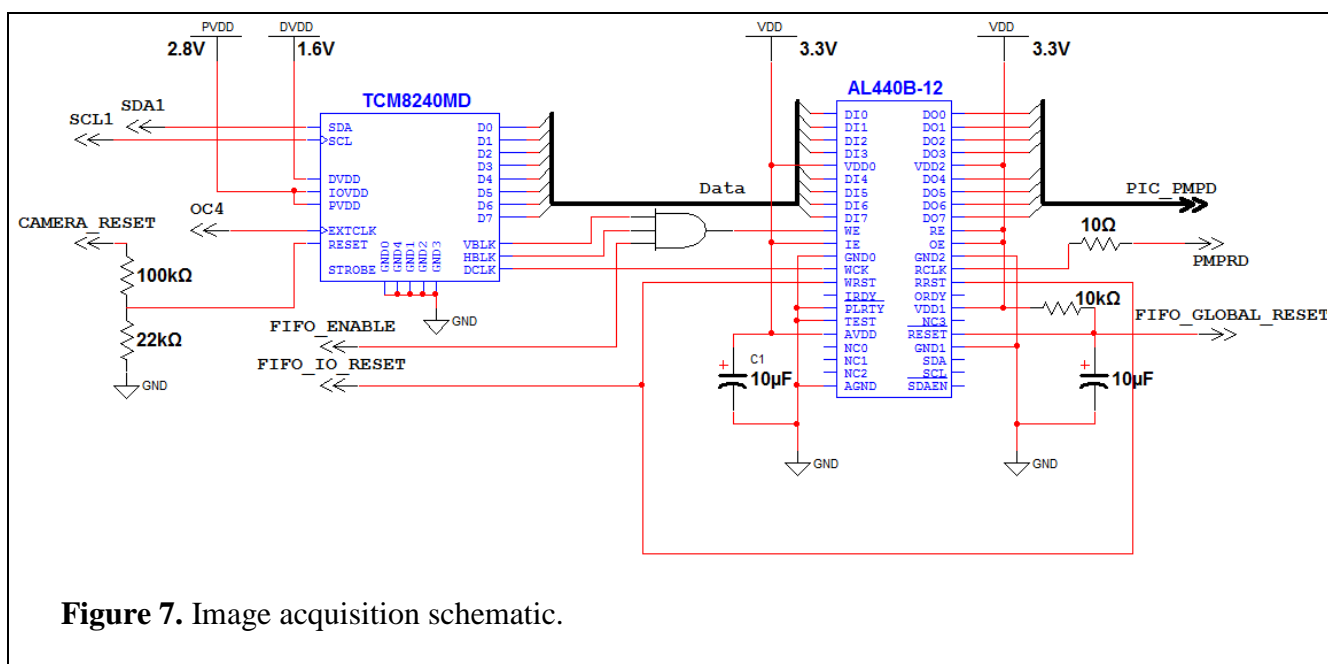 PVDD DVDD VDD VDD
2.8V 1.6V 3.3V 3.3V
TCM8240MD AL440B-12
SDA1
SCL1
SDA D0
SCL D1
D2
D3
DVDD D4
IOVDD D5
PVDD D6
D7
EXTCLK
RESET VBLK
HBLK
STROBE DCLK
GND0 GND4 GND1 GND2 GND3
GND
OC4
CAMERA_RESET
100kΩ
22kΩ
GND
FIFO_ENABLE
FIFO_IO_RESET
Data
DI0 DO0
DI1 DO1
DI2 DO2
DI3 DO3
VDD0 VDD2
DI4 DO4
DI5 DO5
DI6 DO6
DI7 DO7
WE RE
IE OE
GND0 GND2
WCK RCLK
WRST RRST
IRDY ORDY
PLRTY VDD1
TEST NC3
AVDD RESET
NC0 GND1
NC1 SDA
NC2 SCL
AGND SDAEN
C1
10µF
GND
PIC_PMPD
10Ω
PMPRD
10kΩ
FIFO_GLOBAL_RESET
10µF
GND
Figure 7. Image acquisition schematic.